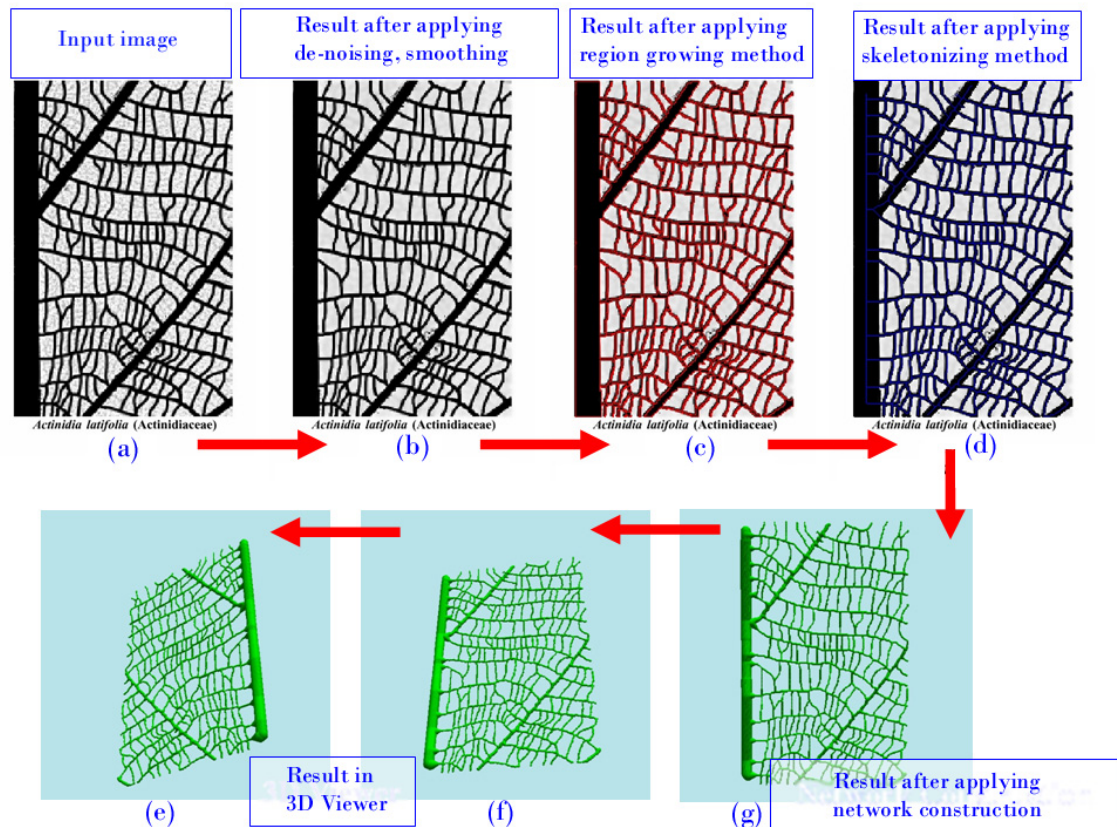 Input image
Result after applying
de-noising, smoothing
Result after applying
region growing method
Result after applying
skeletonizing method
Actinidia latifolia (Actinidiaceae)
Actinidia latifolia (Actinidiaceae)
Actinidia latifolia (Actinidiaceae)
Actinidia latifolia (Actinidiaceae)
(a)
(b)
(c)
(d)
Result in
3D Viewer
Result after applying
network construction
(e)
(f)
(g)